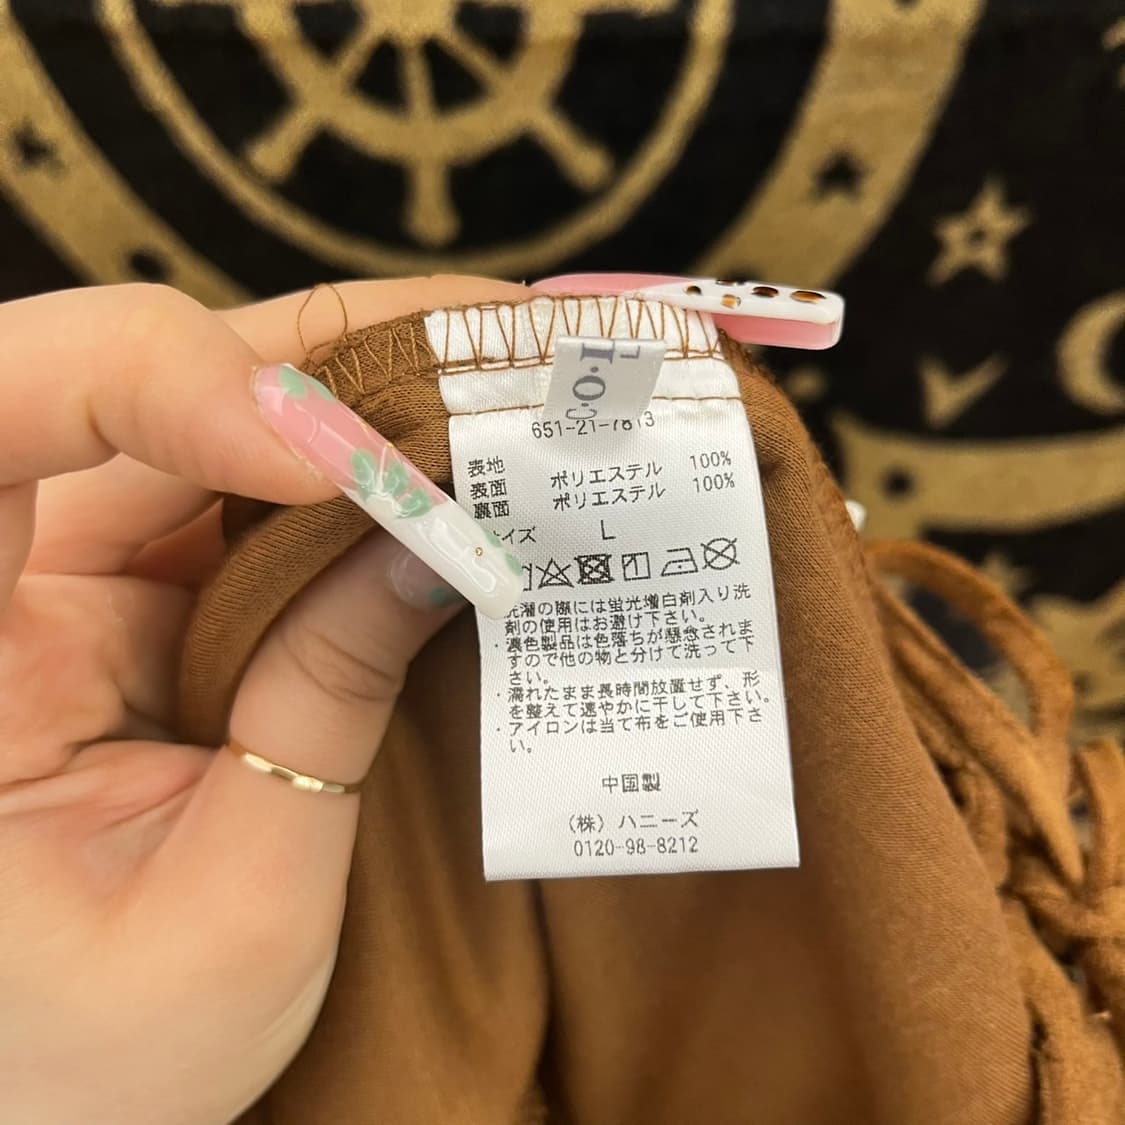 C·O·L
L
651-21-7813
表地
表面 ポリエステル 100%
裏面 ポリエステル 100%
イズ L
洗濯の際には蛍光増白剤入り洗
剤の使用はお避け下さい。
・濃色製品は色落ちが懸念されま
すので他の物と分けて洗って下
さい。
・濡れたまま長時間放置せず、形
を整えて速やかに干して下さい。
・アイロンは当て布をご使用下さ
い。
中国製
(株) ハニーズ
0120-98-8212